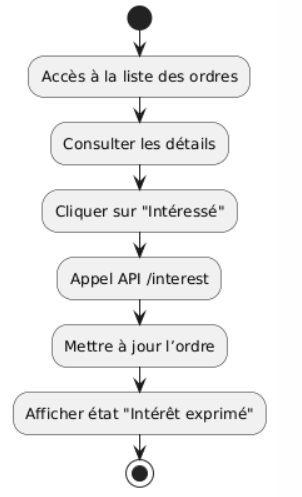 Accès à la liste des ordres
Consulter les détails
Cliquer sur "Intéressé"
Appel API /interest
Mettre à jour l’ordre
Afficher état "Intérêt exprimé"